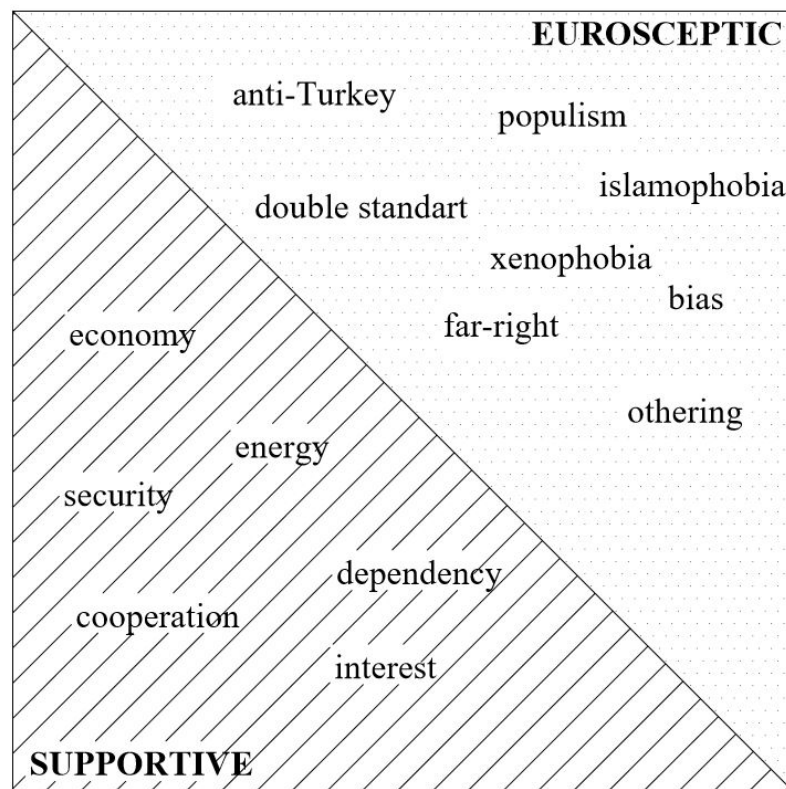 EUROSCEPTIC
anti-Turkey
populism
islamophobia
double standart
xenophobia
bias
far-right
economy
othering
energy
security
dependency
cooperation
interest
SUPPORTIVE